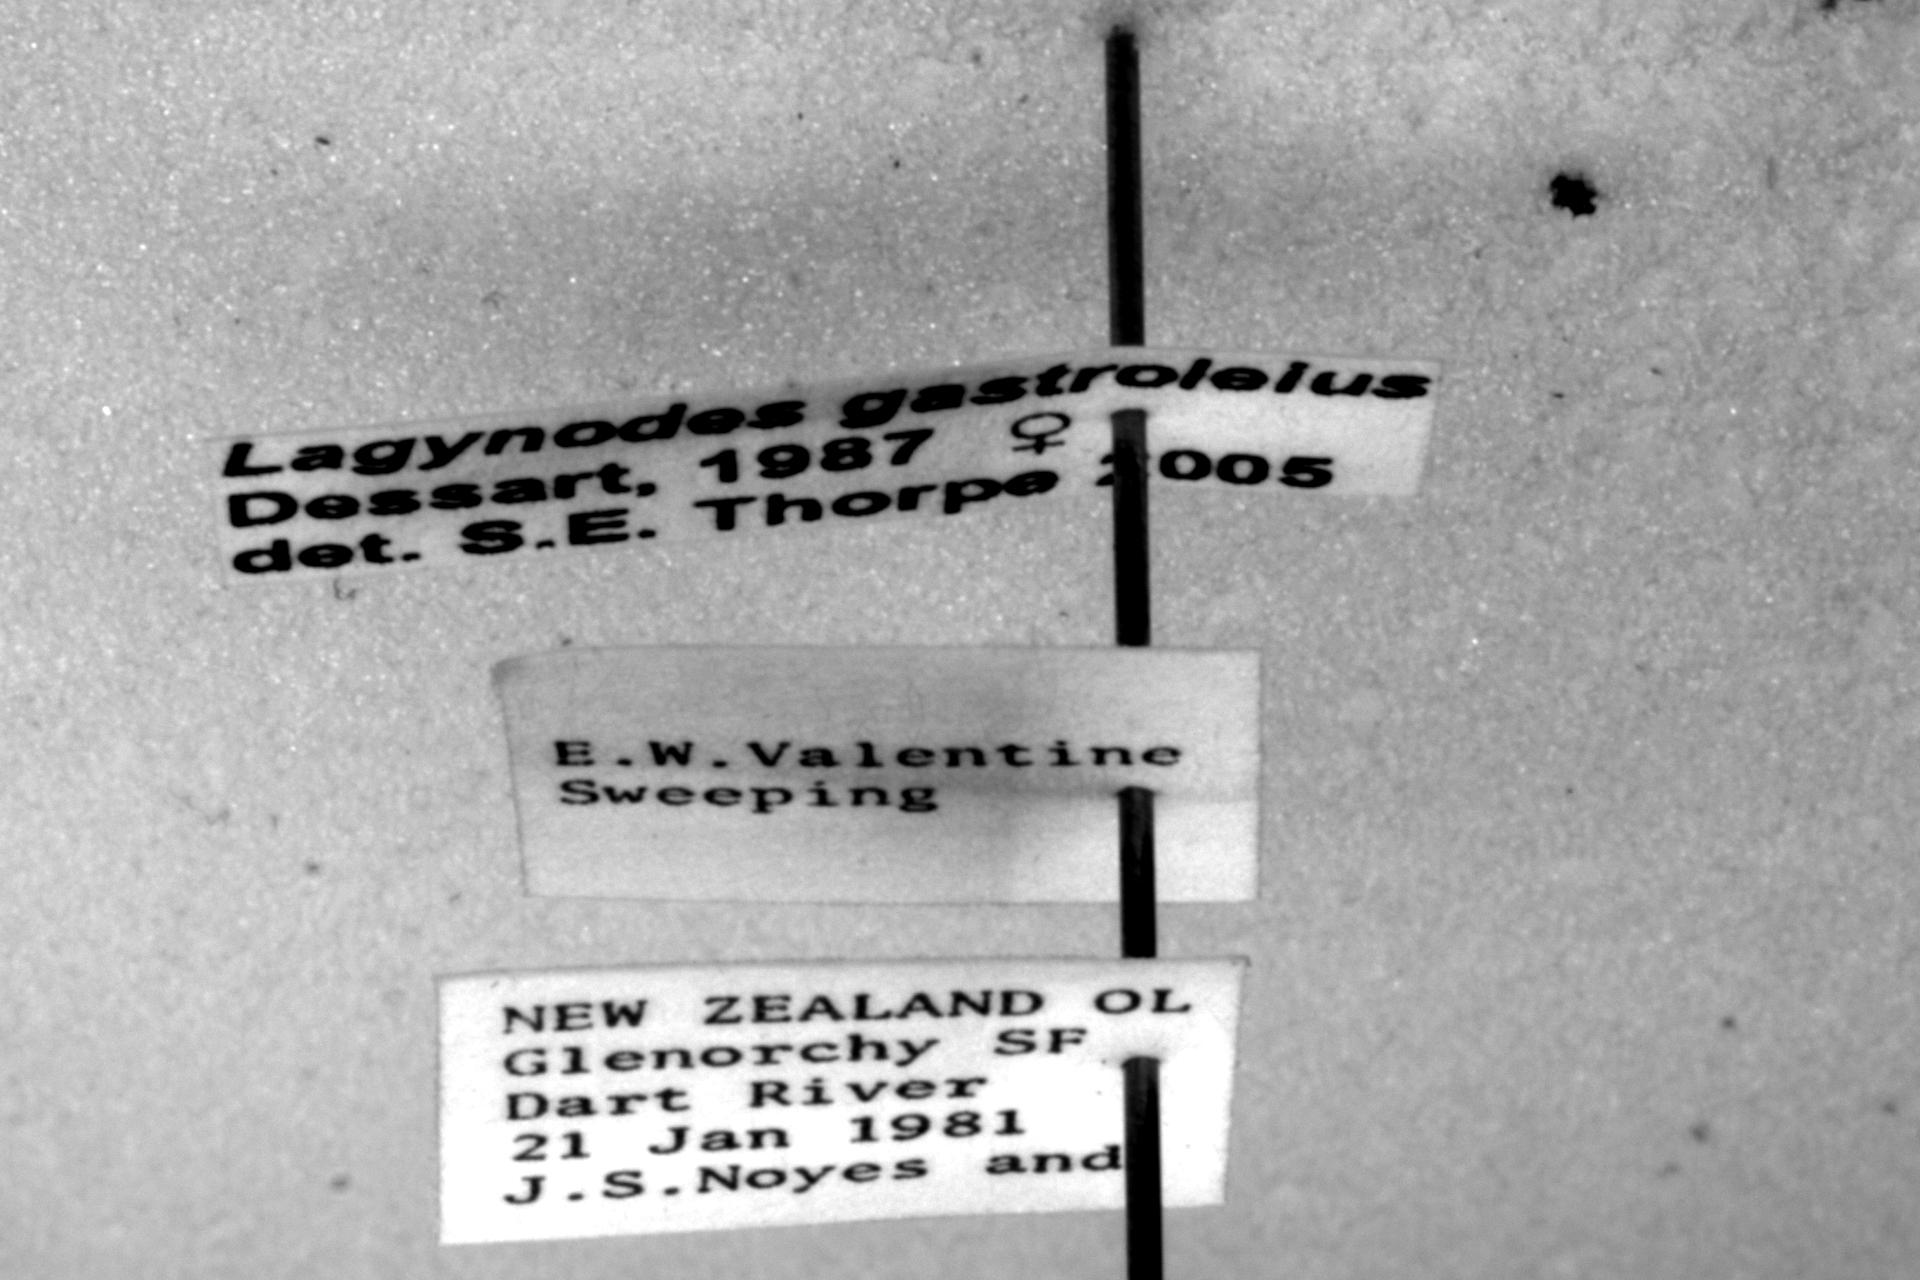 Lagynodes gastroleius
Dessart, 1987 ♀
det. S.E. Thorpe 2005
E.W.Valentine
Sweeping
NEW ZEALAND OL
Glenorchy SF
Dart River
21 Jan 1981
J.S.Noyes and